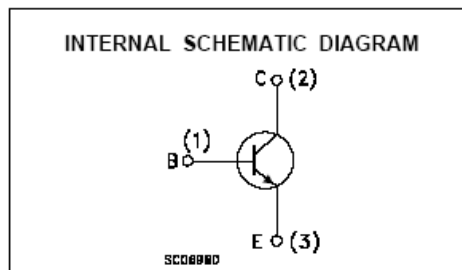 INTERNAL SCHEMATIC DIAGRAM
C (2)
(1)
B
E (3)
SC06960